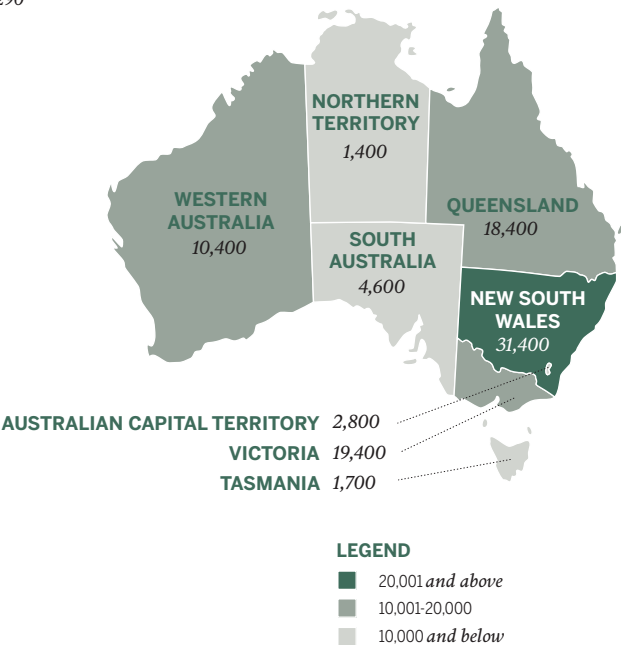 NORTHERN
TERRITORY
1,400
WESTERN
AUSTRALIA
10,400
QUEENSLAND
18,400
SOUTH
AUSTRALIA
4,600
NEW SOUTH
WALES
31,400
AUSTRALIAN CAPITAL TERRITORY 2,800
VICTORIA 19,400
TASMANIA 1,700
LEGEND
20,001 and above
10,001-20,000
10,000 and below